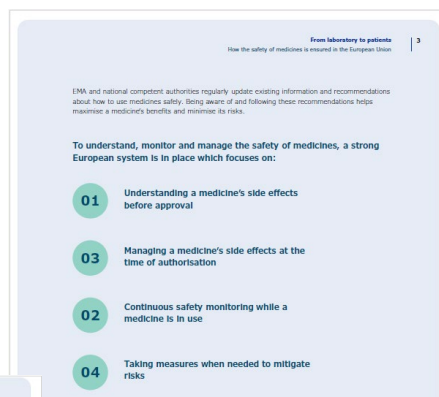 From laboratory to patients
3
How the safety of medicines is ensured in the European Union
EMA and national competent authorities regularly update existing information and recommendations
about how to use medicines safely. Being aware of and following these recommendations helps
maximise a medicine's benefits and minimise its risks.
To understand, monitor and manage the safety of medicines, a strong
European system is in place which focuses on:
01
Understanding a medicine's side effects
before approval
03
Managing a medicine's side effects at the
time of authorisation
02
Continuous safety monitoring while a
medicine is in use
04
Taking measures when needed to mitigate
risks